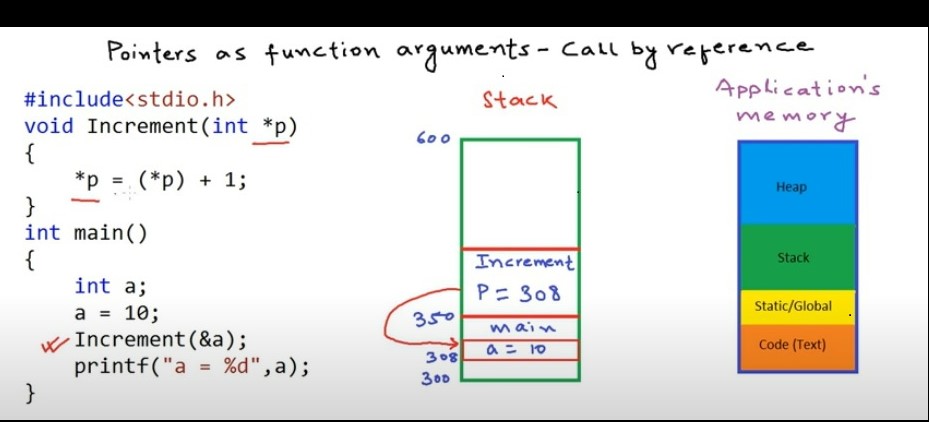 Pointers as function arguments - Call by reference
#include<stdio.h>
void Increment(int *p)
{
*p = (*p) + 1;
}
int main()
{
int a;
a = 10;
Increment(&a);
printf("a = %d",a);
}
Stack
600
Increment
P = 308
350
main
a = 10
308
300
Application's
memory
Heap
Stack
Static/Global
Code (Text)